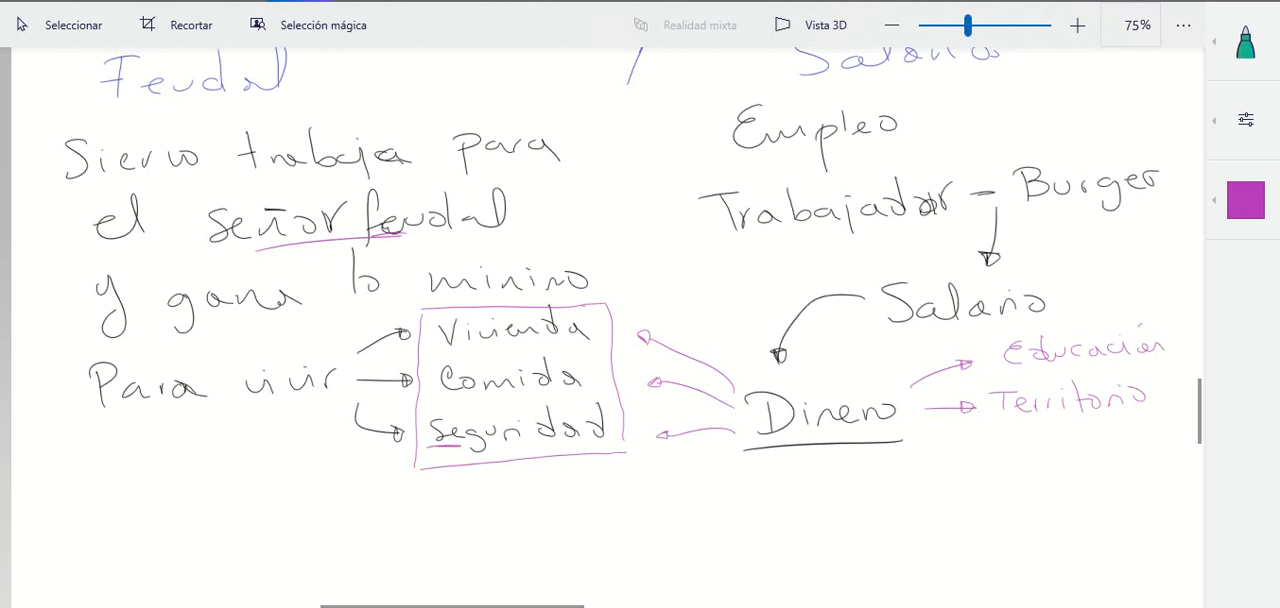 Seleccionar Recortar Selección mágica Realidad mixta Vista 3D 75%
Feudal / Salario
Siervo trabaja para
el señor feudal
y gana lo minino
Para vivir
Vivienda
Comida
Seguridad
Empleo
Trabajador - Burger
Salario
Dinero
Educación
Territorio